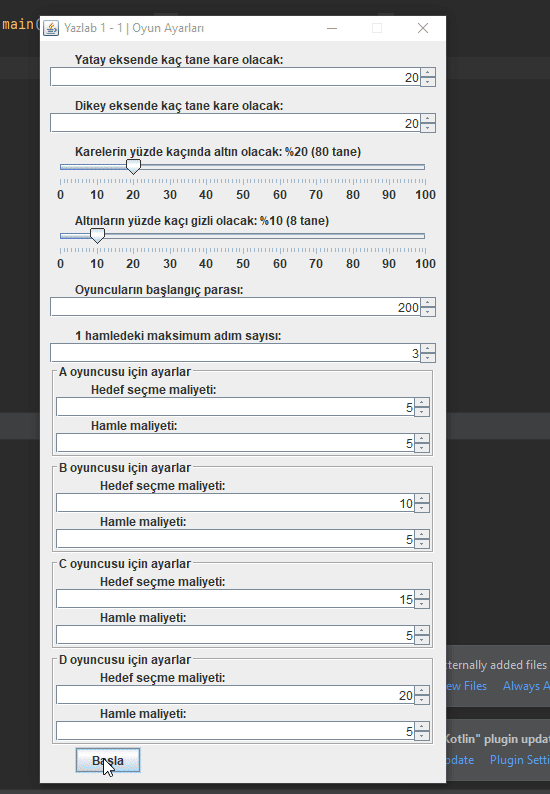 main(
Yazlab 1 - 1 | Oyun Ayarları
Yatay eksende kaç tane kare olacak:
20
Dikey eksende kaç tane kare olacak:
20
Karelerin yüzde kaçında altın olacak: %20 (80 tane)
0 10 20 30 40 50 60 70 80 90 100
Altınların yüzde kaçı gizli olacak: %10 (8 tane)
0 10 20 30 40 50 60 70 80 90 100
Oyuncuların başlangıç parası:
200
1 hamledeki maksimum adım sayısı:
3
A oyuncusu için ayarlar
Hedef seçme maliyeti:
5
Hamle maliyeti:
5
B oyuncusu için ayarlar
Hedef seçme maliyeti:
10
Hamle maliyeti:
5
C oyuncusu için ayarlar
Hedef seçme maliyeti:
15
Hamle maliyeti:
5
D oyuncusu için ayarlar
Hedef seçme maliyeti:
20
Hamle maliyeti:
5
Başla
ternally added files
ew Files Always A
Kotlin" plugin updat
pdate Plugin Setti